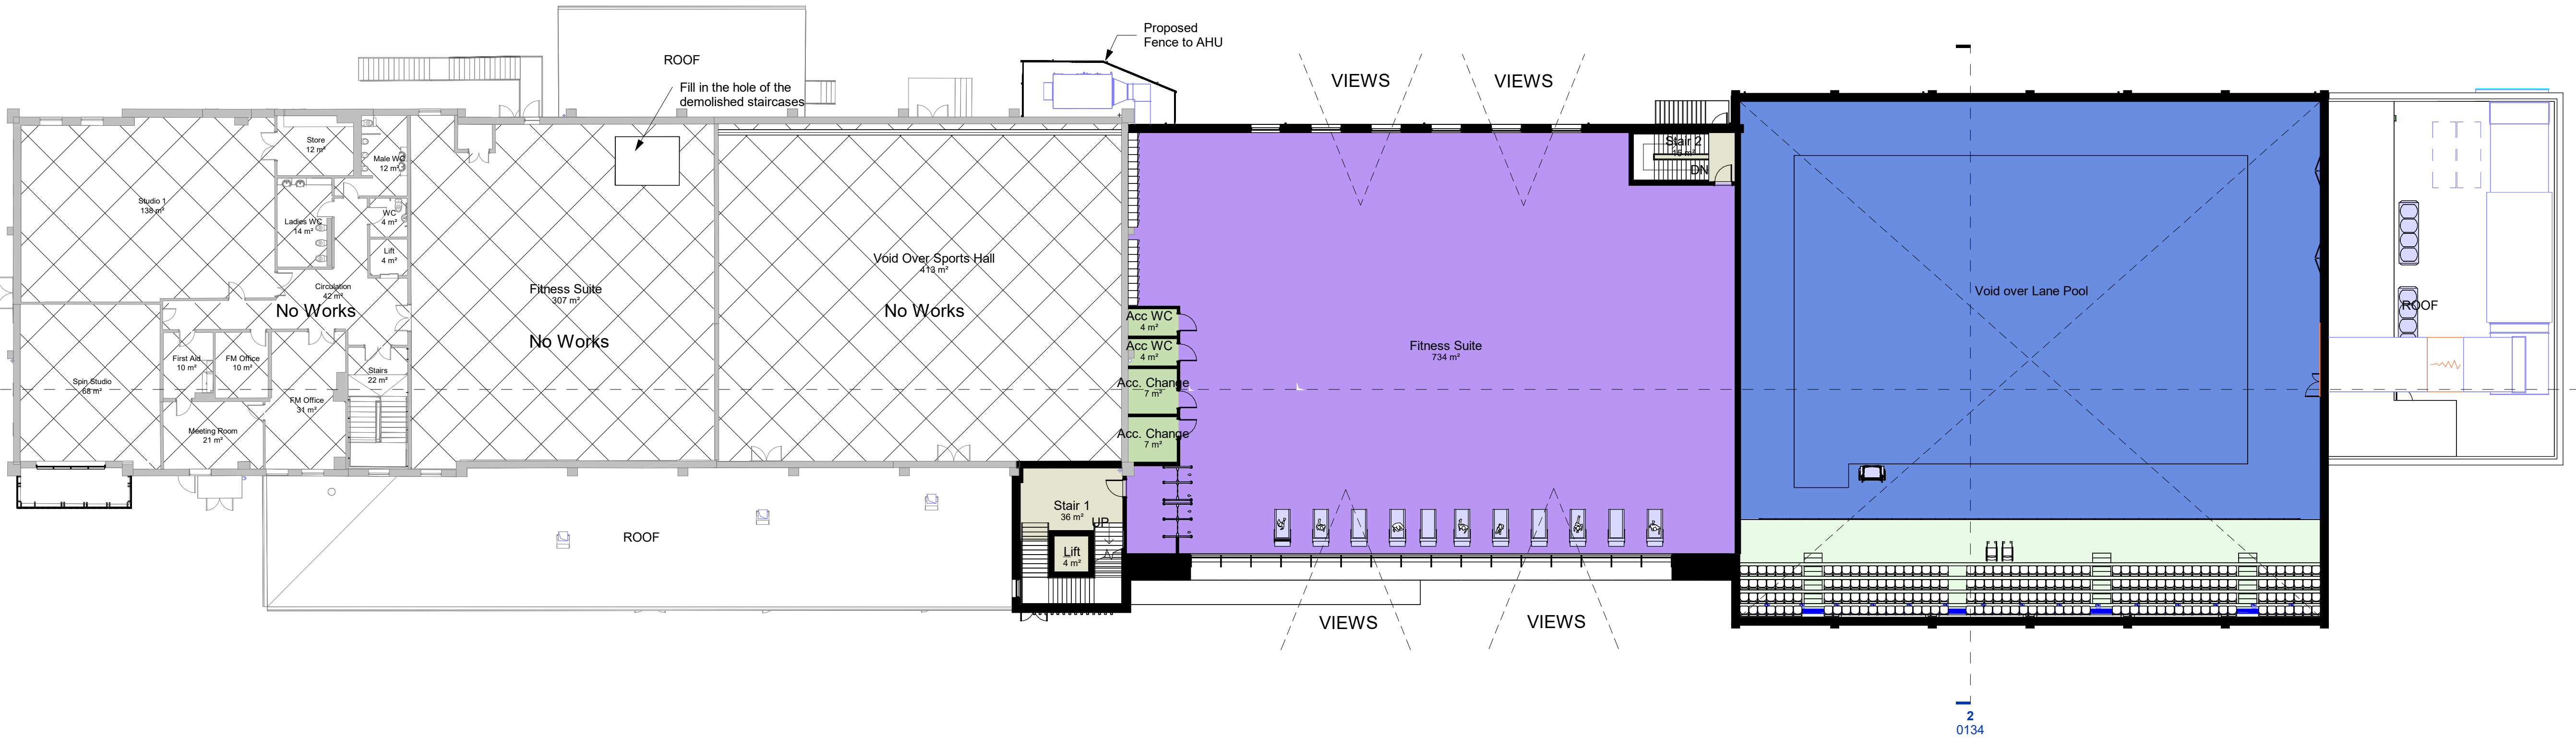 Proposed
Fence to AHU
ROOF
Fill in the hole of the
demolished staircases
VIEWS
VIEWS
Store
12 m²
Male WC
12 m²
Stair 2
16 m²
DN
Studio 1
138 m²
Ladies WC
14 m²
WC
4 m²
Lift
4 m²
Void Over Sports Hall
413 m²
Circulation
42 m²
No Works
Fitness Suite
307 m²
No Works
No Works
Void over Lane Pool
ROOF
Acc WC
4 m²
Acc WC
4 m²
Fitness Suite
734 m²
First Aid
10 m²
FM Office
10 m²
Stairs
22 m²
Spin Studio
68 m²
Acc. Change
7 m²
FM Office
31 m²
Meeting Room
21 m²
Acc. Change
7 m²
Stair 1
36 m²
UP
ROOF
Lift
4 m²
VIEWS
VIEWS
2
0134